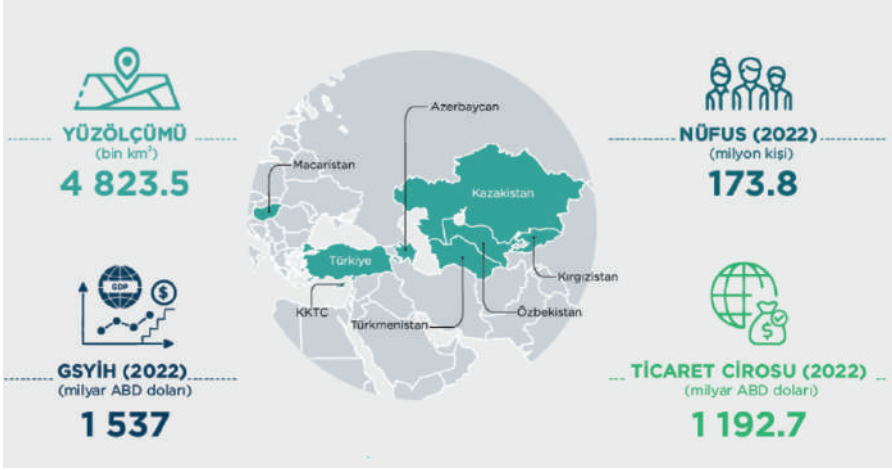 YÜZÖLÇÜMÜ
(bin km²)
4 823.5
GDP
$
GSYİH (2022)
(milyar ABD doları)
1 537
Azerbaycan
Macaristan
Kazakistan
Türkiye
Kırgızistan
KKTC
Özbekistan
Türkmenistan
NÜFUS (2022)
(milyon kişi)
173.8
$
TİCARET CİROSU (2022)
(milyar ABD doları)
1 192.7